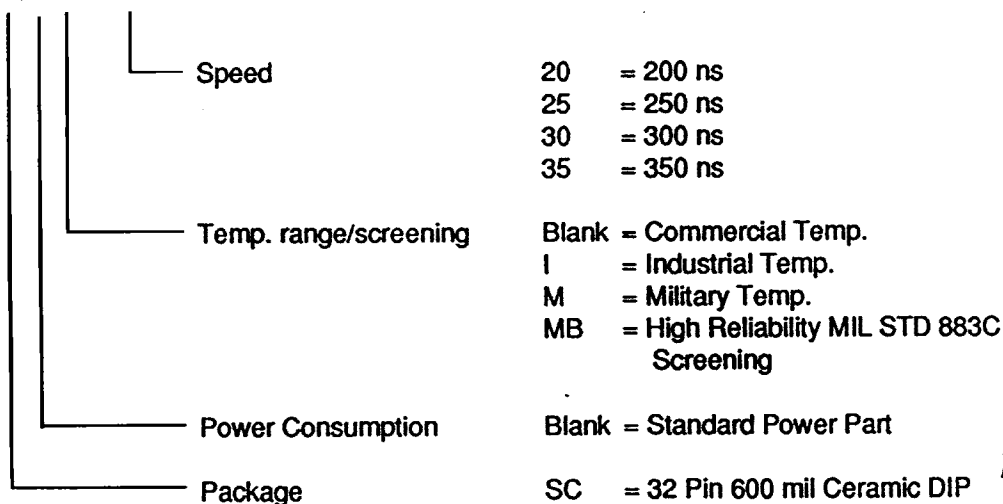 Speed 20 = 200 ns
25 = 250 ns
30 = 300 ns
35 = 350 ns
Temp. range/screening Blank = Commercial Temp.
I = Industrial Temp.
M = Military Temp.
MB = High Reliability MIL STD 883C
Screening
Power Consumption Blank = Standard Power Part
Package SC = 32 Pin 600 mil Ceramic DIP